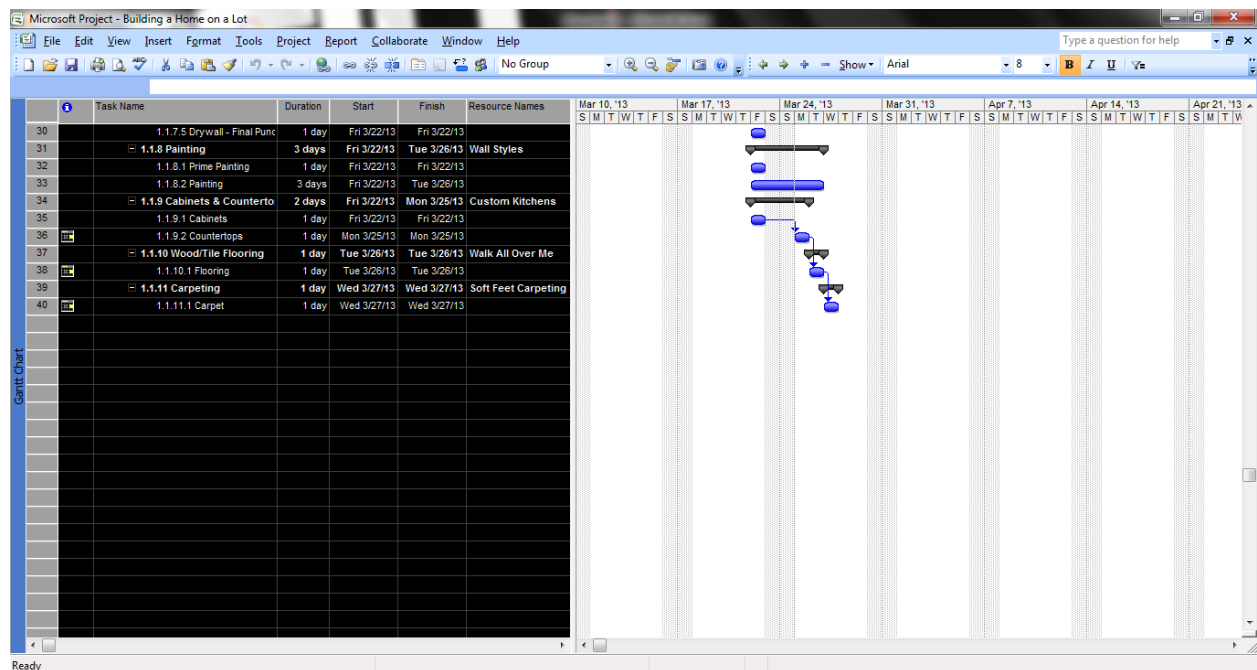 Microsoft Project - Building a Home on a Lot
File Edit View Insert Format Tools Project Report Collaborate Window Help Type a question for help
No Group Show Arial 8 B I U
Task Name Duration Start Finish Resource Names Mar 10, '13 Mar 17, '13 Mar 24, '13 Mar 31, '13 Apr 7, '13 Apr 14, '13 Apr 21, '13
S M T W T F S S M T W T F S S M T W T F S S M T W T F S S M T W T F S S M T W T F S S M T W
30 1.1.7.5 Drywall - Final Punc 1 day Fri 3/22/13 Fri 3/22/13
31 1.1.8 Painting 3 days Fri 3/22/13 Tue 3/26/13 Wall Styles
32 1.1.8.1 Prime Painting 1 day Fri 3/22/13 Fri 3/22/13
33 1.1.8.2 Painting 3 days Fri 3/22/13 Tue 3/26/13
34 1.1.9 Cabinets & Counterto 2 days Fri 3/22/13 Mon 3/25/13 Custom Kitchens
35 1.1.9.1 Cabinets 1 day Fri 3/22/13 Fri 3/22/13
36 1.1.9.2 Countertops 1 day Mon 3/25/13 Mon 3/25/13
37 1.1.10 Wood/Tile Flooring 1 day Tue 3/26/13 Tue 3/26/13 Walk All Over Me
38 1.1.10.1 Flooring 1 day Tue 3/26/13 Tue 3/26/13
39 1.1.11 Carpeting 1 day Wed 3/27/13 Wed 3/27/13 Soft Feet Carpeting
40 1.1.11.1 Carpet 1 day Wed 3/27/13 Wed 3/27/13
Gantt Chart
Ready